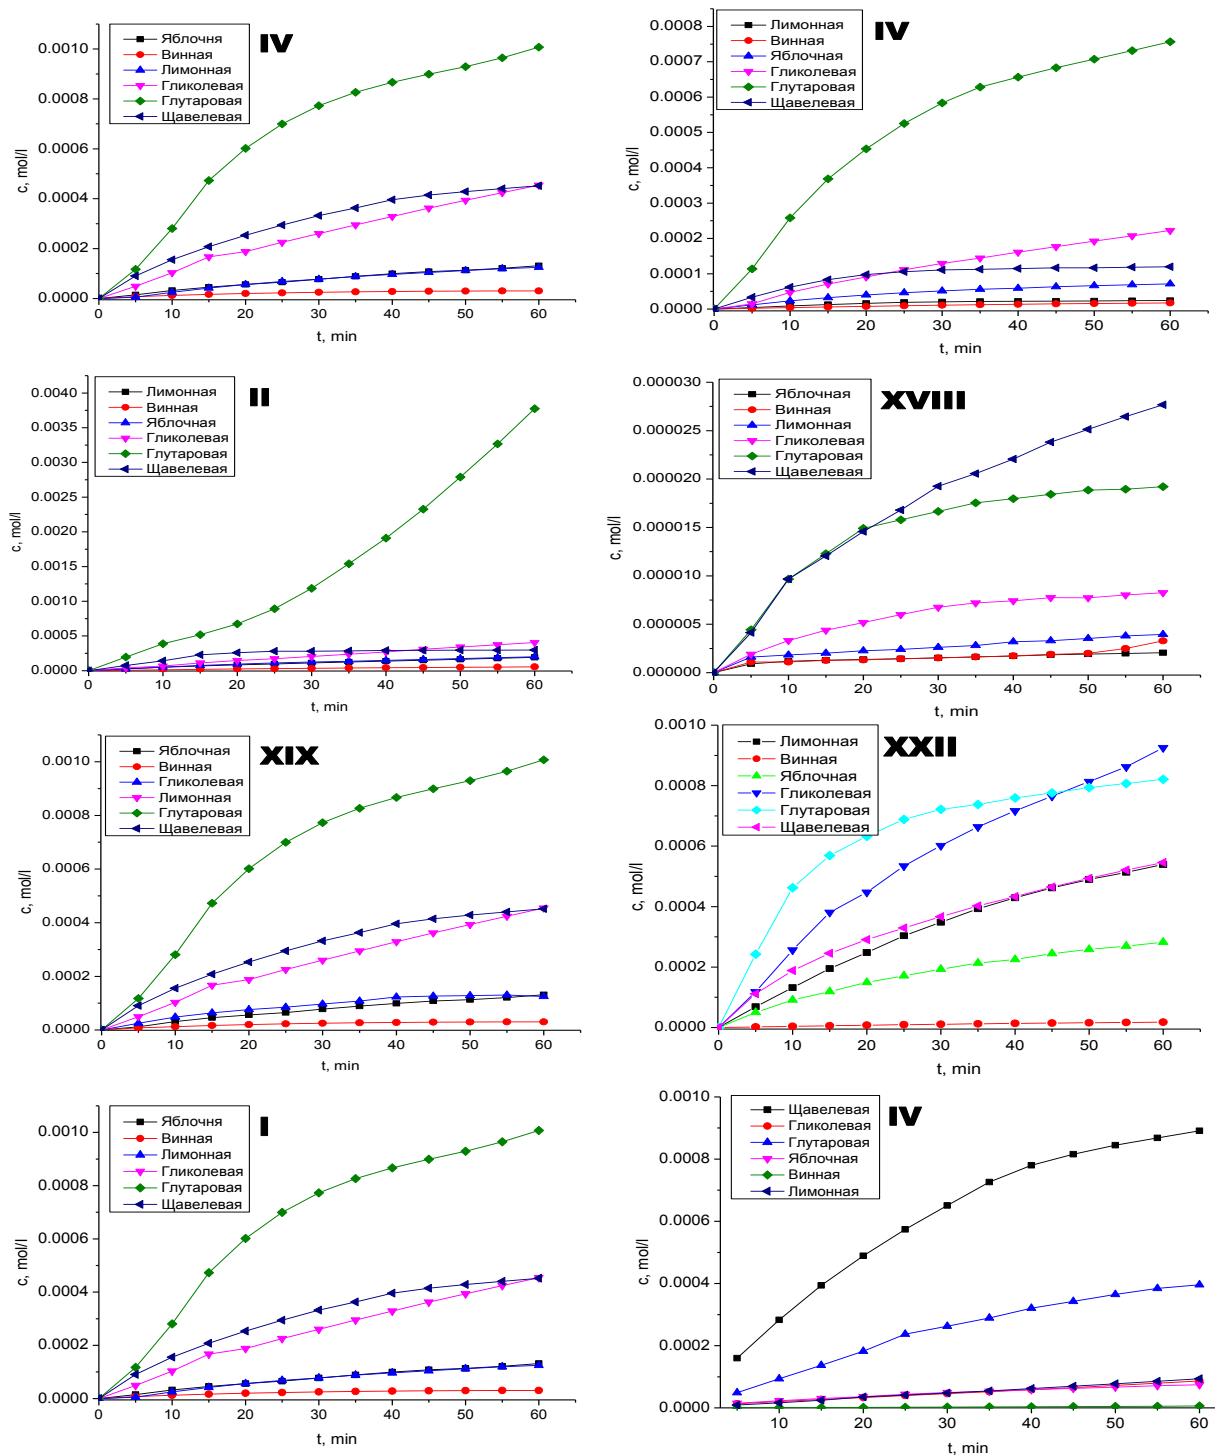 IV
Яблочня
Винная
Лимонная
Гликолевая
Глутаровая
Щавелевая
0.0010
0.0008
0.0006
0.0004
0.0002
0.0000
c, mol/l
0 10 20 30 40 50 60
t, min
IV
Лимонная
Винная
Яблочная
Гликолевая
Глутаровая
Щавелевая
0.0008
0.0007
0.0006
0.0005
0.0004
0.0003
0.0002
0.0001
0.0000
c, mol/l
0 10 20 30 40 50 60
t, min
II
Лимонная
Винная
Яблочная
Гликолевая
Глутаровая
Щавелевая
0.0040
0.0035
0.0030
0.0025
0.0020
0.0015
0.0010
0.0005
0.0000
c, mol/l
0 10 20 30 40 50 60
t, min
XVIII
Яблочная
Винная
Лимонная
Гликолевая
Глутаровая
Щавелевая
0.000030
0.000025
0.000020
0.000015
0.000010
0.000005
0.000000
c, mol/l
0 10 20 30 40 50 60
t, min
XIX
Яблочная
Винная
Гликолевая
Лимонная
Глутаровая
Щавелевая
0.0010
0.0008
0.0006
0.0004
0.0002
0.0000
c, mol/l
0 10 20 30 40 50 60
t, min
XXII
Лимонная
Винная
Яблочная
Гликолевая
Глутаровая
Щавелевая
0.0010
0.0008
0.0006
0.0004
0.0002
0.0000
c, mol/l
0 10 20 30 40 50 60
t, min
I
Яблочня
Винная
Лимонная
Гликолевая
Глутаровая
Щавелевая
0.0010
0.0008
0.0006
0.0004
0.0002
0.0000
c, mol/l
0 10 20 30 40 50 60
t, min
IV
Щавелевая
Гликолевая
Глутаровая
Яблочная
Винная
Лимонная
0.0010
0.0008
0.0006
0.0004
0.0002
0.0000
c, mol/l
10 20 30 40 50 60
t, min